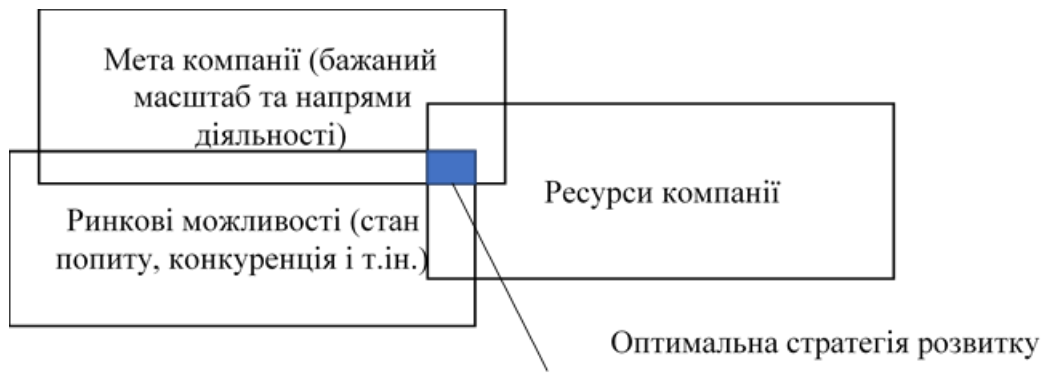 Мета компанії (бажаний
масштаб та напрями
діяльності)
Ресурси компанії
Ринкові можливості (стан
попиту, конкуренція і т.ін.)
Оптимальна стратегія розвитку